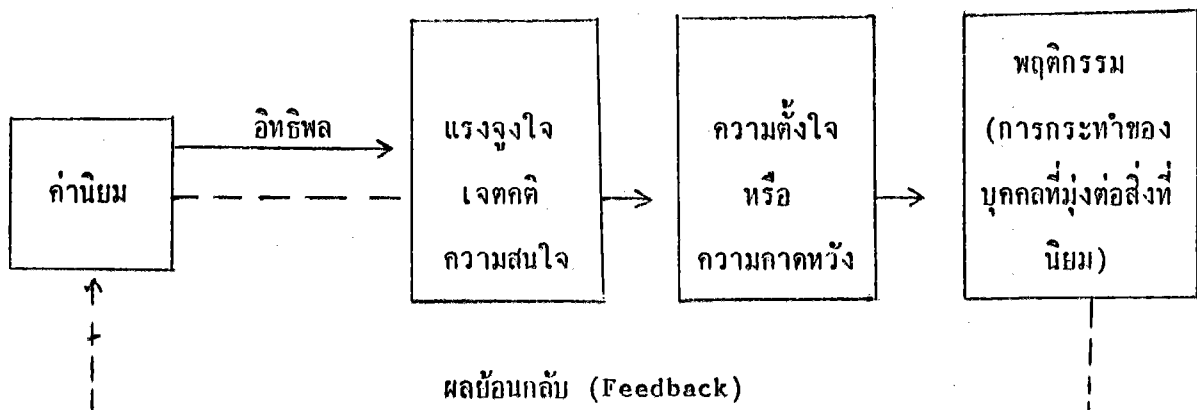 ค่านิยม
อิทธิพล
แรงจูงใจ
เจตคติ
ความสนใจ
ความตั้งใจ
หรือ
ความคาดหวัง
พฤติกรรม
(การกระทำของ
บุคคลที่มุ่งต่อสิ่งที่
นิยม)
ผลย้อนกลับ (Feedback)